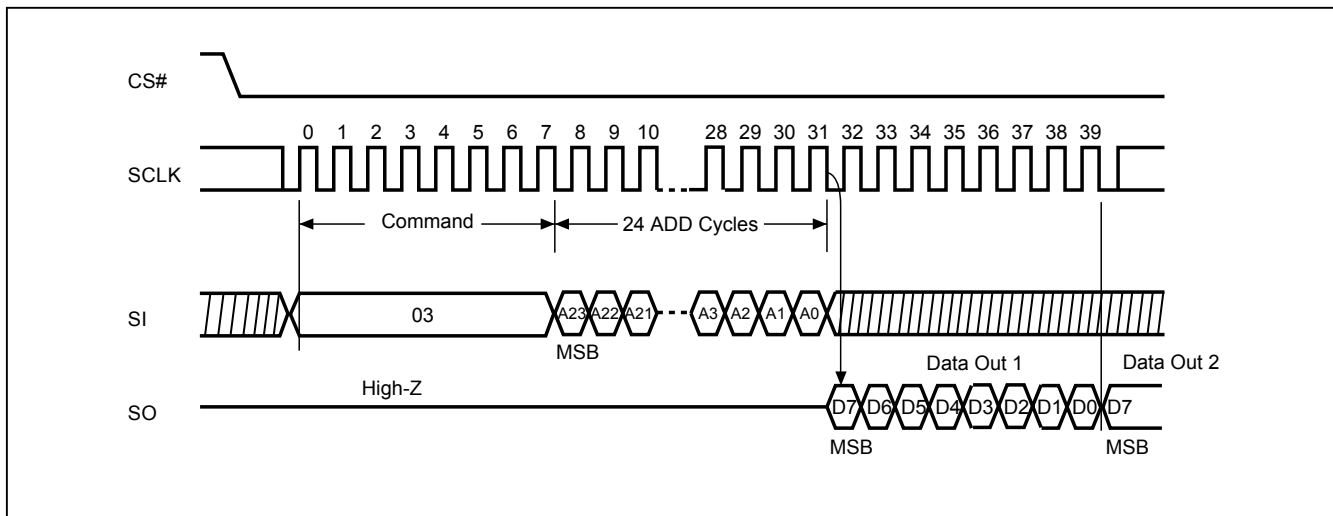 CS#
0 1 2 3 4 5 6 7 8 9 10 28 29 30 31 32 33 34 35 36 37 38 39
SCLK
Command 24 ADD Cycles
SI 03 A23 A22 A21 A3 A2 A1 A0
MSB
Data Out 1 Data Out 2
High-Z
SO D7 D6 D5 D4 D3 D2 D1 D0 D7
MSB MSB